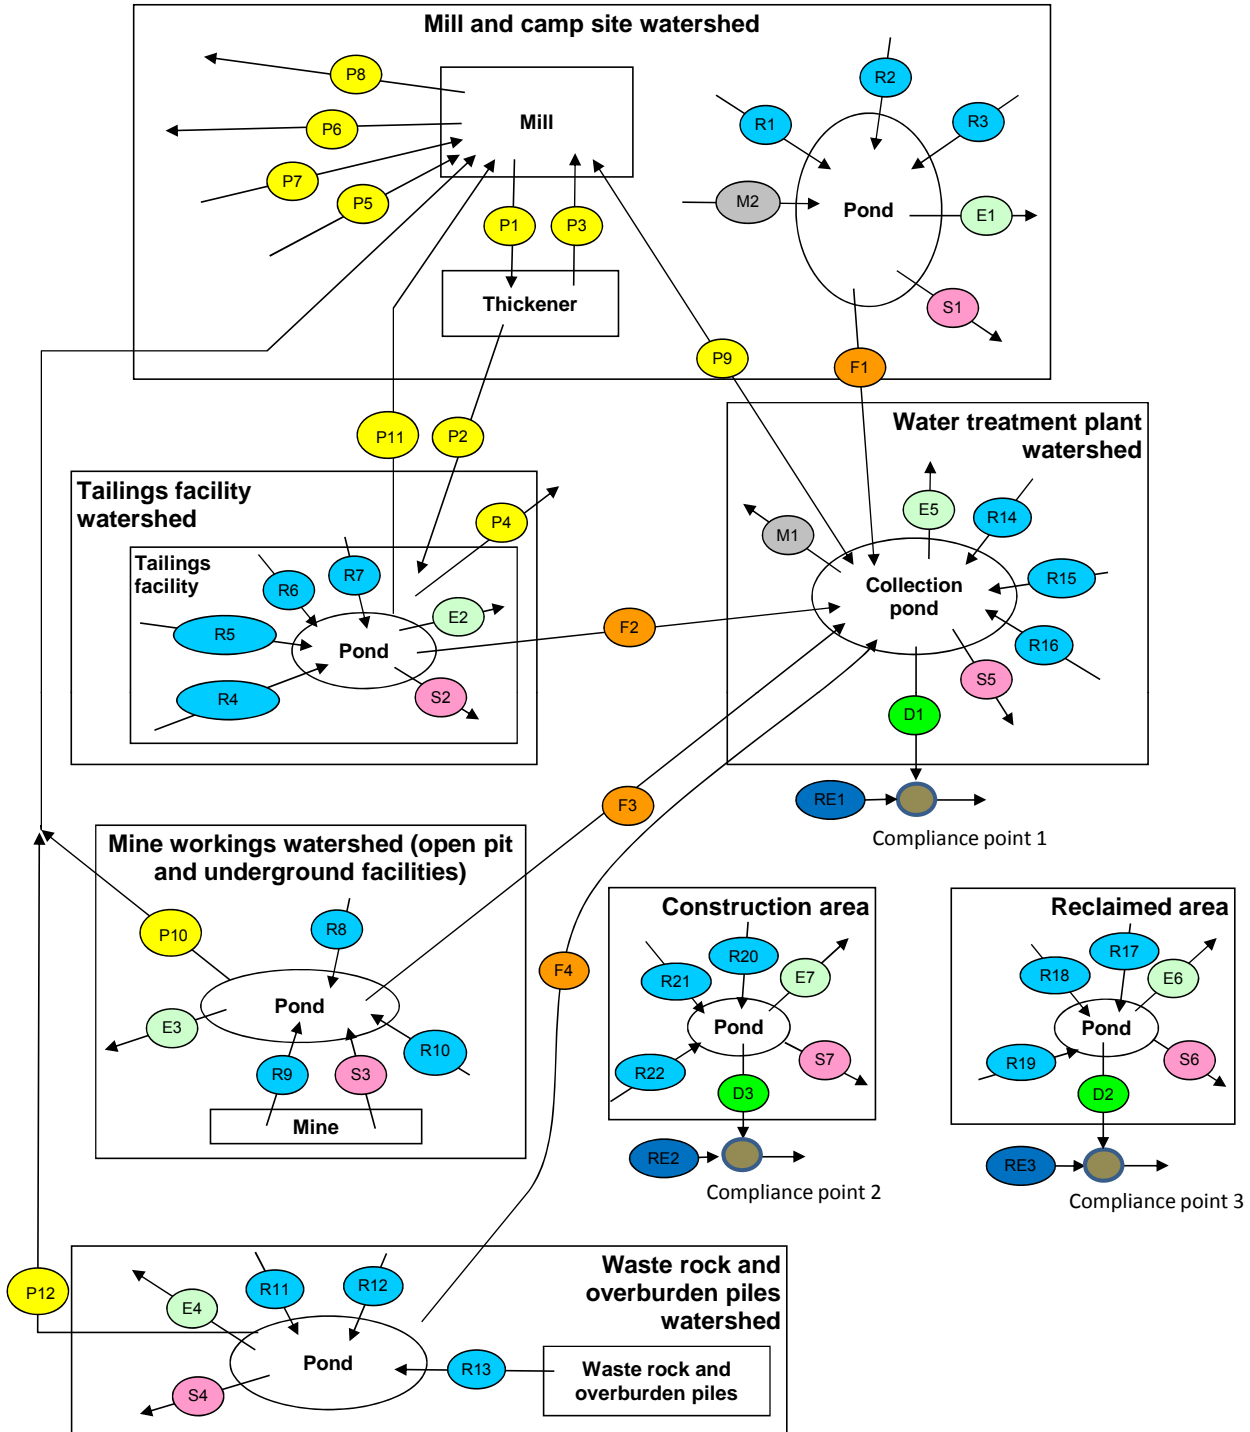 Mill and camp site watershed
P8
R2
Mill
P6
R1
R3
P7
P5
M2
Pond
E1
P1
P3
Thickener
S1
P9
F1
P11
P2
Water treatment plant
watershed
Tailings facility
watershed
P4
E5
R14
M1
Tailings
facility
R6
R7
Collection
pond
R15
E2
R5
F2
Pond
R16
R4
S2
S5
D1
RE1
F3
Compliance point 1
Mine workings watershed (open pit
and underground facilities)
Construction area
Reclaimed area
P10
R8
R20
R17
F4
R21
E7
R18
E6
Pond
E3
Pond
Pond
R10
R9
S3
R22
S7
R19
S6
D3
D2
Mine
RE2
RE3
Compliance point 2
Compliance point 3
Waste rock and
overburden piles
watershed
P12
R11
R12
E4
Pond
R13
Waste rock and
overburden piles
S4